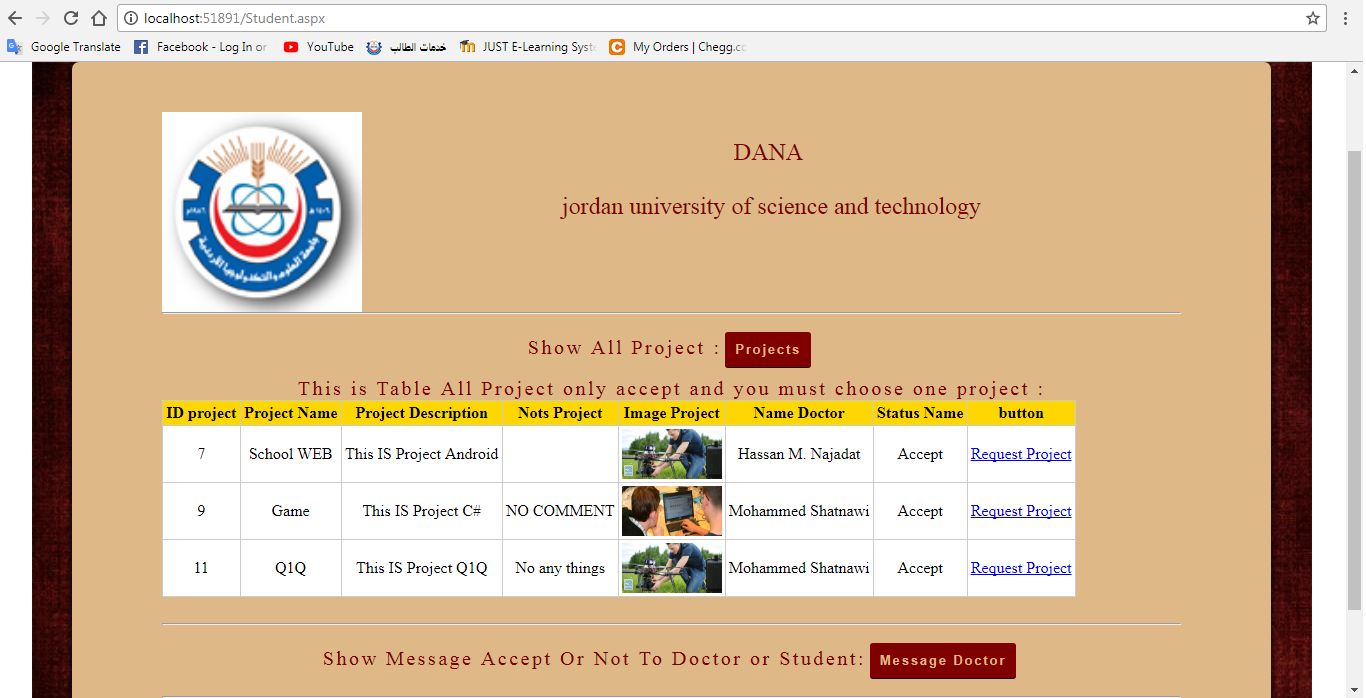 localhost:51891/Student.aspx
Google Translate Facebook - Log In or YouTube خدمات الطالب JUST E-Learning Syste My Orders | Chegg.co
DANA
jordan university of science and technology
Show All Project : Projects
This is Table All Project only accept and you must choose one project :
ID project Project Name Project Description Nots Project Image Project Name Doctor Status Name button
7 School WEB This IS Project Android Hassan M. Najadat Accept Request Project
9 Game This IS Project C# NO COMMENT Mohammed Shatnawi Accept Request Project
11 Q1Q This IS Project Q1Q No any things Mohammed Shatnawi Accept Request Project
Show Message Accept Or Not To Doctor or Student: Message Doctor